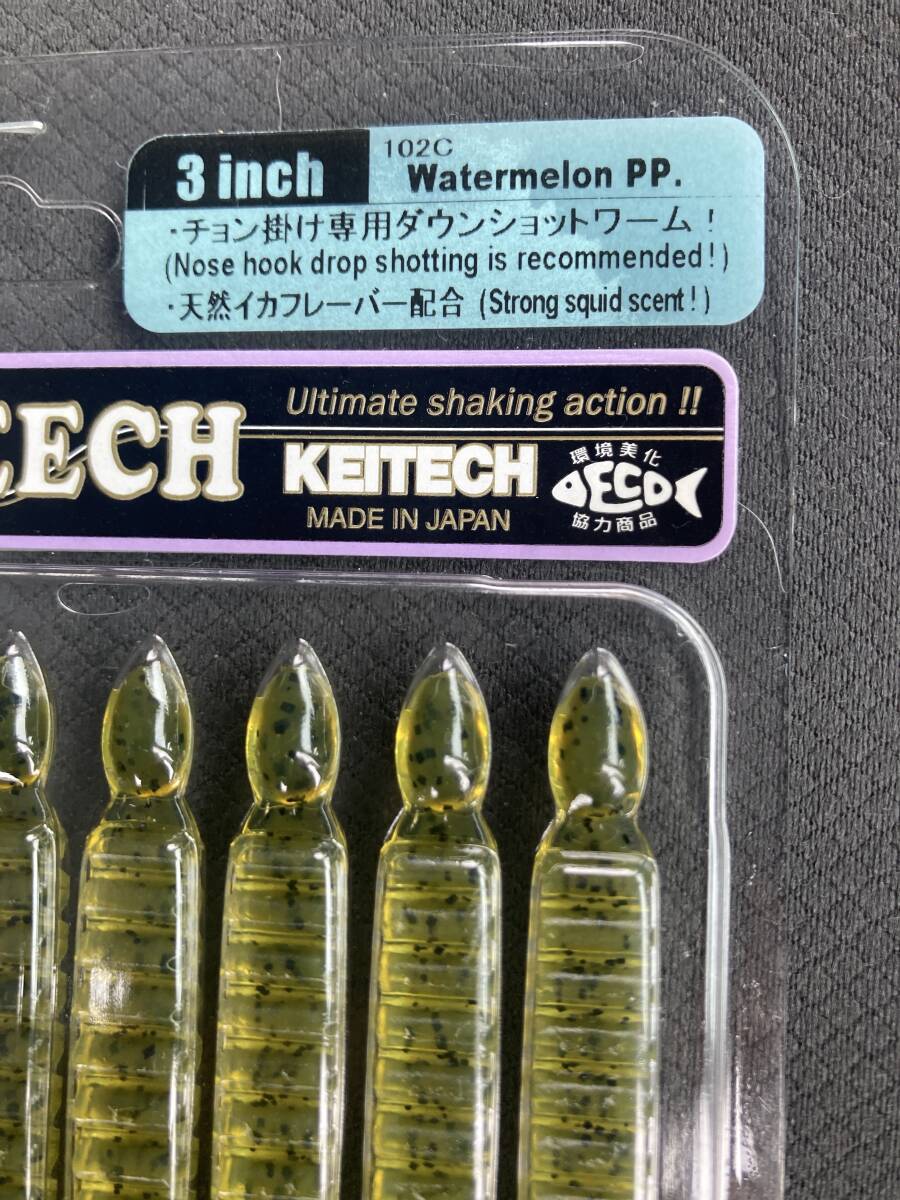 3 inch
102C
Watermelon PP.
・チョン掛け専用ダウンショットワーム!
(Nose hook drop shotting is recommended!)
・天然イカフレーバー配合 (Strong squid scent!)
Ultimate shaking action !!
ECH
KEITECH
MADE IN JAPAN
環境美化
ECO
協力商品